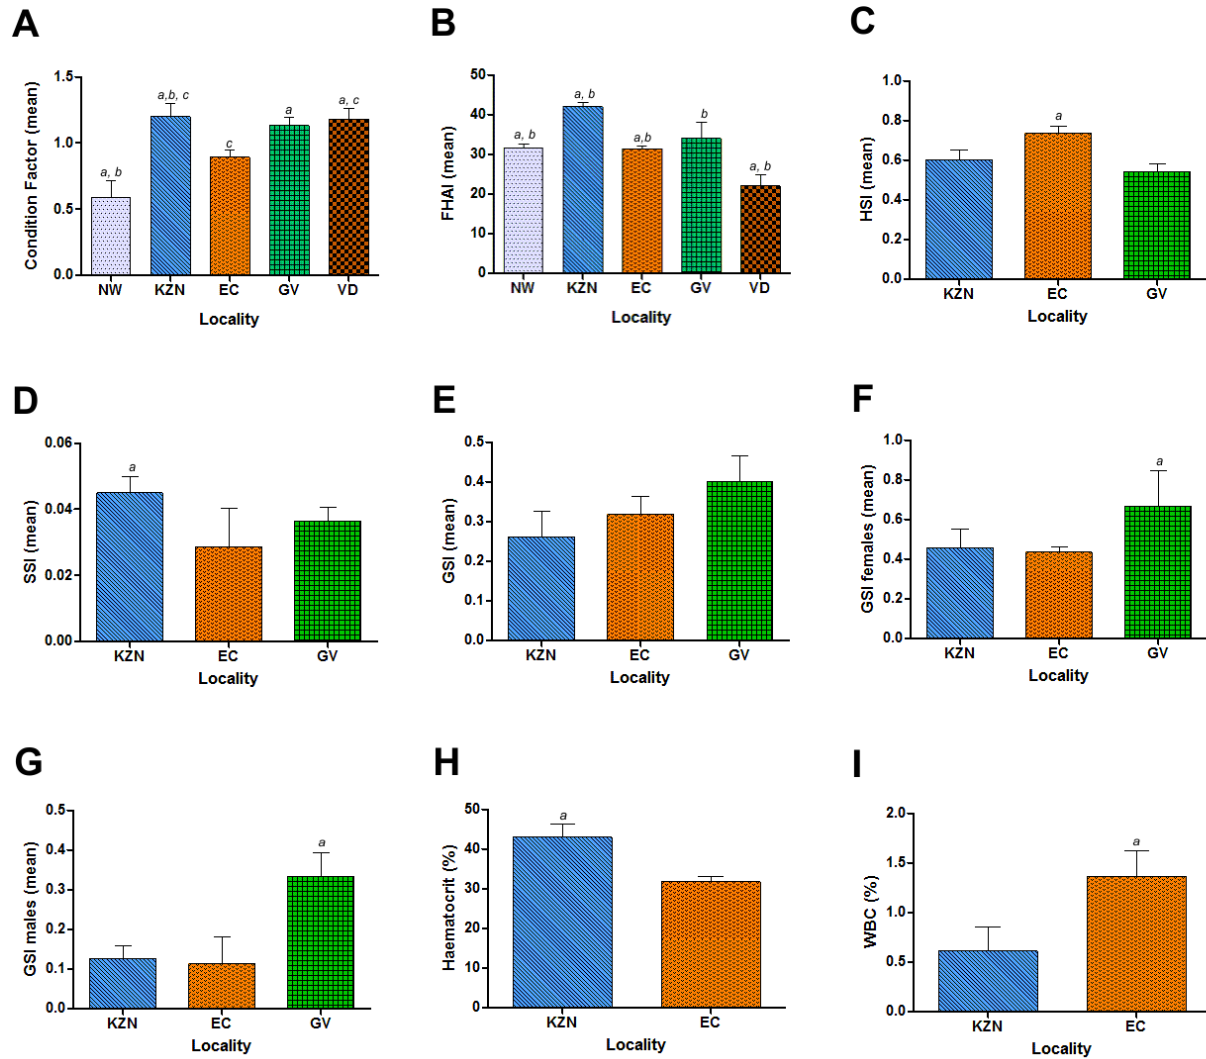 A
Condition Factor (mean)
1.5
1.0
0.5
0.0
a, b
a,b, c
c
a
a, c
NW KZN EC GV VD
Locality
B
FHAI (mean)
50
40
30
20
10
0
a, b
a, b
a,b
b
a, b
NW KZN EC GV VD
Locality
C
HSI (mean)
1.0
0.8
0.6
0.4
0.2
0.0
a
KZN EC GV
Locality
D
SSI (mean)
0.06
0.04
0.02
0.00
a
KZN EC GV
Locality
E
GSI (mean)
0.5
0.4
0.3
0.2
0.1
0.0
KZN EC GV
Locality
F
GSI females (mean)
1.0
0.8
0.6
0.4
0.2
0.0
a
KZN EC GV
Locality
G
GSI males (mean)
0.5
0.4
0.3
0.2
0.1
0.0
a
KZN EC GV
Locality
H
Haematocrit (%)
50
40
30
20
10
0
a
KZN EC
Locality
I
WBC (%)
2.0
1.5
1.0
0.5
0.0
a
KZN EC
Locality